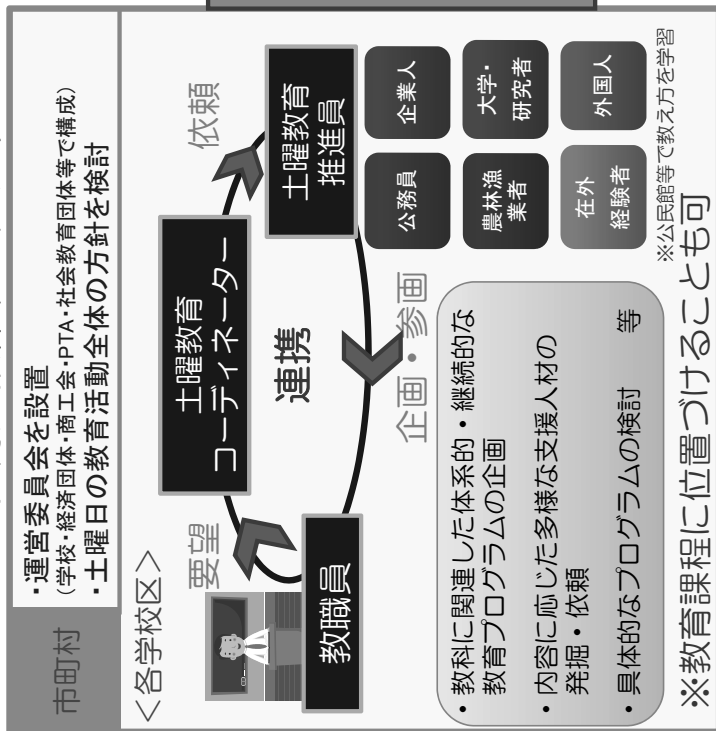 市町村
・運営委員会を設置
（学校・経済団体・商工会・PTA・社会教育団体等で構成）
・土曜日の教育活動全体の方針を検討
＜各学校区＞
要望
土曜教育
コーディネーター
依頼
連携
教職員
土曜教育
推進員
企画・参画
公務員
企業人
農林漁
業者
大学・
研究者
在外
経験者
外国人
※公民館等で教え方を学習
・教科に関連した体系的・継続的な
教育プログラムの企画
・内容に応じた多様な支援人材の
発掘・依頼
・具体的なプログラムの検討　等
※教育課程に位置づけることも可